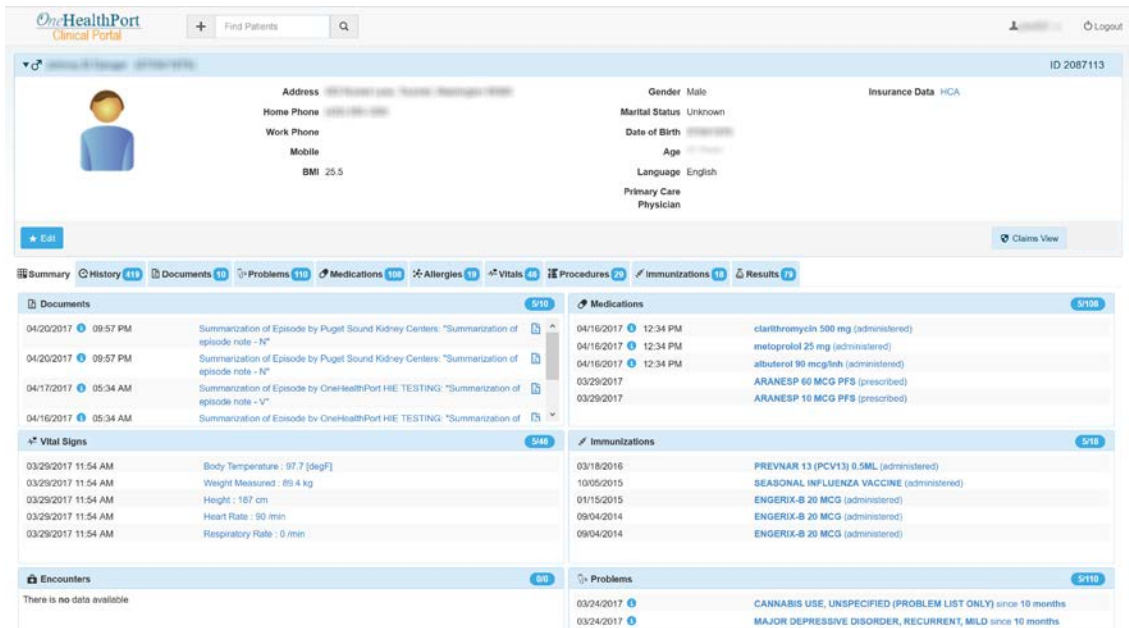 OneHealthPort
Clinical Portal
+ Find Patients
Logout
ID 2087113
Address
Home Phone
Work Phone
Mobile
BMI 25.5
Gender Male
Marital Status Unknown
Date of Birth
Age
Language English
Primary Care
Physician
Insurance Data HCA
Edit
Claims View
Summary History 419 Documents 10 Problems 110 Medications 108 Allergies 19 Vitals 48 Procedures 29 Immunizations 18 Results 79
Documents 5/10
04/20/2017 09:57 PM Summarization of Episode by Puget Sound Kidney Centers: "Summarization of
episode note - N"
04/20/2017 09:57 PM Summarization of Episode by Puget Sound Kidney Centers: "Summarization of
episode note - N"
04/17/2017 05:34 AM Summarization of Episode by OneHealthPort HIE TESTING: "Summarization of
episode note - V"
04/16/2017 05:34 AM Summarization of Episode by OneHealthPort HIE TESTING: "Summarization of
Medications 5/108
04/16/2017 12:34 PM clarithromycin 500 mg (administered)
04/16/2017 12:34 PM metoprolol 25 mg (administered)
04/16/2017 12:34 PM albuterol 90 mcg/inh (administered)
03/29/2017 ARANESP 60 MCG PFS (prescribed)
03/29/2017 ARANESP 10 MCG PFS (prescribed)
Vital Signs 5/48
03/29/2017 11:54 AM Body Temperature : 97.7 [degF]
03/29/2017 11:54 AM Weight Measured : 89.4 kg
03/29/2017 11:54 AM Height : 187 cm
03/29/2017 11:54 AM Heart Rate : 90 /min
03/29/2017 11:54 AM Respiratory Rate : 0 /min
Immunizations 5/18
03/18/2016 PREVNAR 13 (PCV13) 0.5ML (administered)
10/05/2015 SEASONAL INFLUENZA VACCINE (administered)
01/15/2015 ENGERIX-B 20 MCG (administered)
09/04/2014 ENGERIX-B 20 MCG (administered)
09/04/2014 ENGERIX-B 20 MCG (administered)
Encounters 0/0
There is no data available
Problems 5/110
03/24/2017 CANNABIS USE, UNSPECIFIED (PROBLEM LIST ONLY) since 10 months
03/24/2017 MAJOR DEPRESSIVE DISORDER, RECURRENT, MILD since 10 months